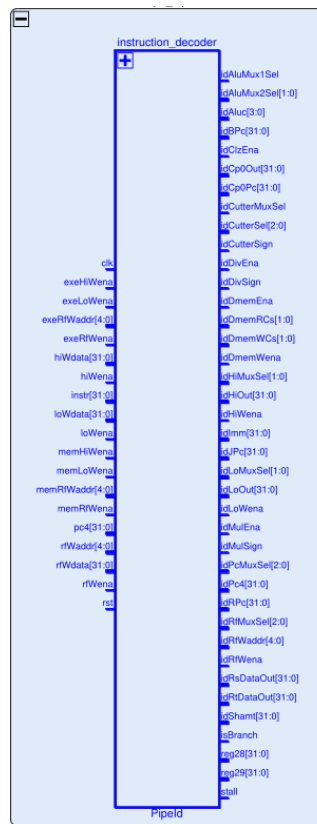 instruction_decoder
idAluMux1Sel
idAluMux2Sel[1:0]
idAluc[3:0]
idBPc[31:0]
idClzEna
idCp0Out[31:0]
idCp0Pc[31:0]
idCutterMuxSel
idCutterSel[2:0]
idCutterSign
clk
idDivEna
exeHiWena
idDivSign
exeLoWena
idDmemEna
exeRfWaddr[4:0]
idDmemRCs[1:0]
exeRfWena
idDmemWCs[1:0]
hiWdata[31:0]
idDmemWena
hiWena
idHiMuxSel[1:0]
instr[31:0]
idHiOut[31:0]
loWdata[31:0]
idHiWena
loWena
idImm[31:0]
memHiWena
idJPc[31:0]
memLoWena
idLoMuxSel[1:0]
memRfWaddr[4:0]
idLoOut[31:0]
memRfWena
idLoWena
pc4[31:0]
idMulEna
rfWaddr[4:0]
idMulSign
rfWdata[31:0]
idPcMuxSel[2:0]
rfWena
idPc4[31:0]
rst
idRPc[31:0]
idRfMuxSel[2:0]
idRfWaddr[4:0]
idRfWena
idRsDataOut[31:0]
idRtDataOut[31:0]
idShamt[31:0]
isBranch
reg28[31:0]
reg29[31:0]
stall
PipeId